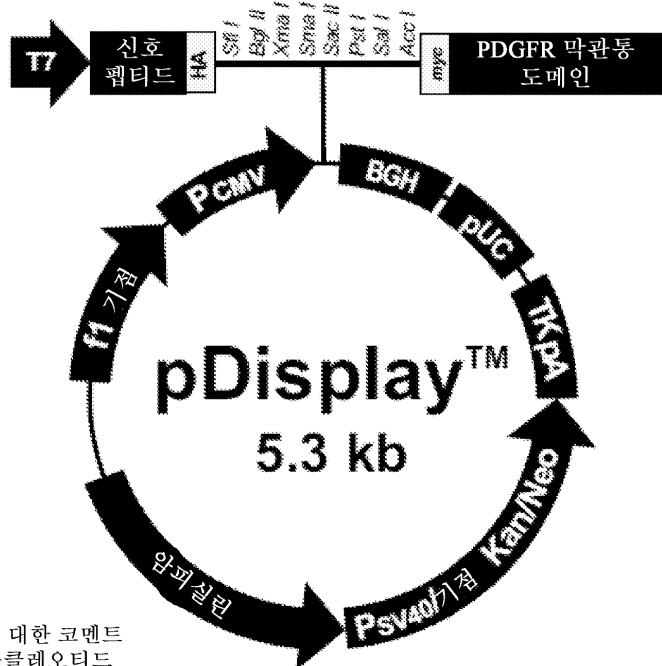 T7
신호
펩티드
HA
Sfi I
Bgl II
Xma I
Sma I
Sac II
Pst I
Sal I
Acc I
myc
PDGFR 막관통
도메인
PCMV
BGH
pUC
TKpA
f1 기점
pDisplay™
5.3 kb
Kan/Neo
PSV40/기점
암피실린
대한 코멘트
클레오티드